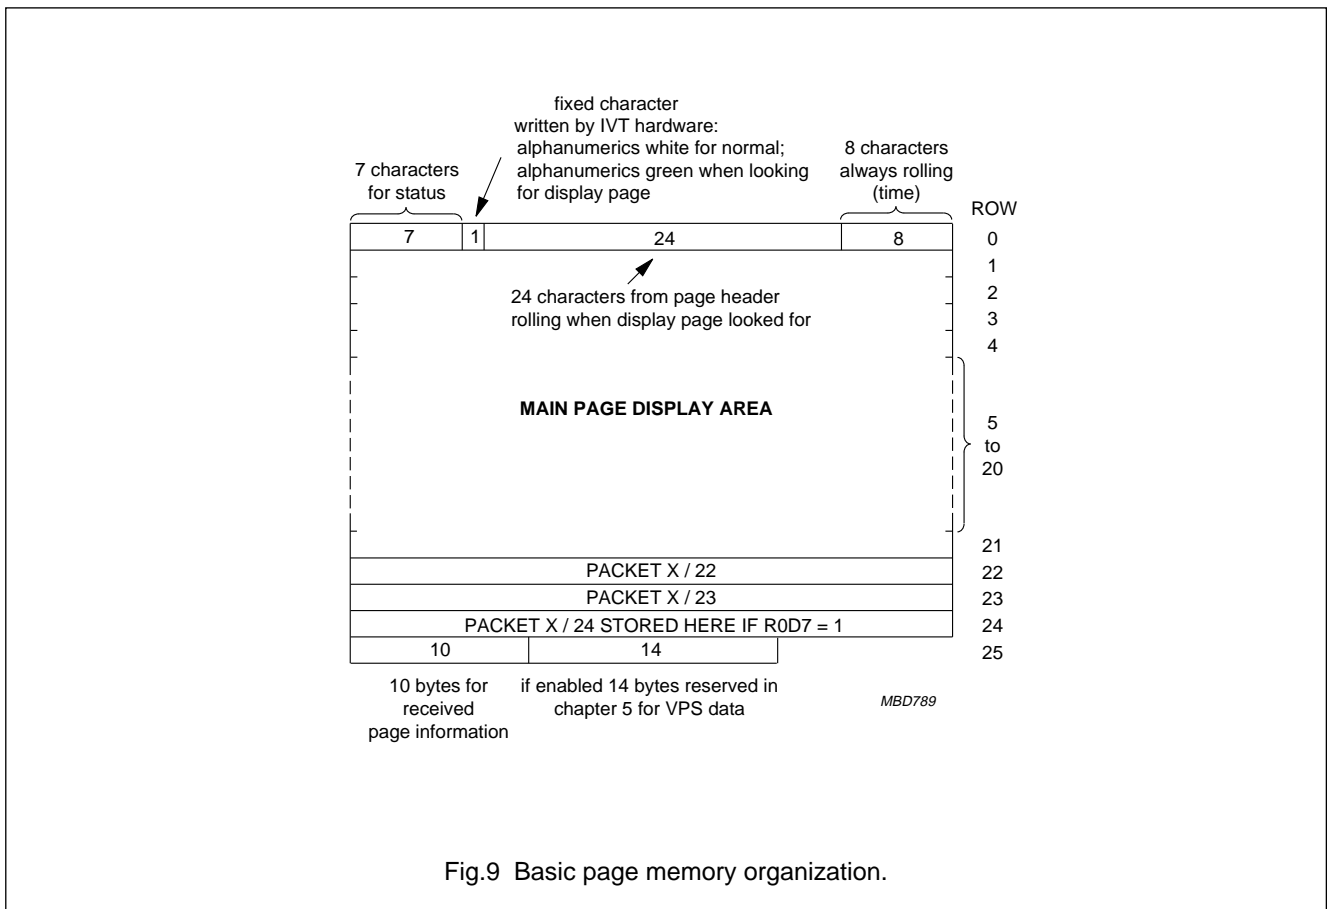 fixed character
written by IVT hardware:
alphanumerics white for normal;
alphanumerics green when looking
for display page
7 characters
for status
8 characters
always rolling
(time)
ROW
7
1
24
8
0
1
24 characters from page header
rolling when display page looked for
2
3
4
MAIN PAGE DISPLAY AREA
5
to
20
21
PACKET X / 22
22
PACKET X / 23
23
PACKET X / 24 STORED HERE IF R0D7 = 1
24
10
14
25
10 bytes for
received
page information
if enabled 14 bytes reserved in
chapter 5 for VPS data
MBD789
Fig.9 Basic page memory organization.